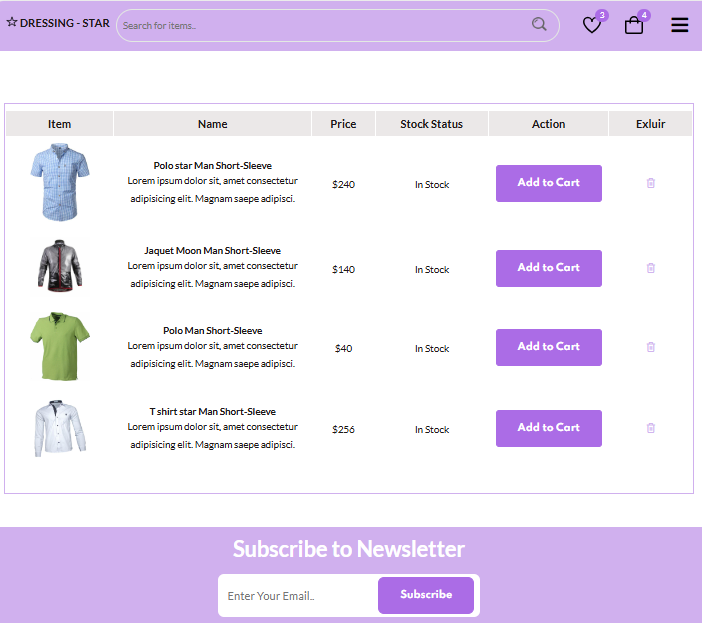 DRESSING - STAR
Search for items..
3
4
Item Name Price Stock Status Action Exluir
Polo star Man Short-Sleeve
Lorem ipsum dolor sit, amet consectetur
adipisicing elit. Magnam saepe adipisci.
$240
In Stock
Add to Cart
Jaquet Moon Man Short-Sleeve
Lorem ipsum dolor sit, amet consectetur
adipisicing elit. Magnam saepe adipisci.
$140
In Stock
Add to Cart
Polo Man Short-Sleeve
Lorem ipsum dolor sit, amet consectetur
adipisicing elit. Magnam saepe adipisci.
$40
In Stock
Add to Cart
T shirt star Man Short-Sleeve
Lorem ipsum dolor sit, amet consectetur
adipisicing elit. Magnam saepe adipisci.
$256
In Stock
Add to Cart
Subscribe to Newsletter
Enter Your Email..
Subscribe